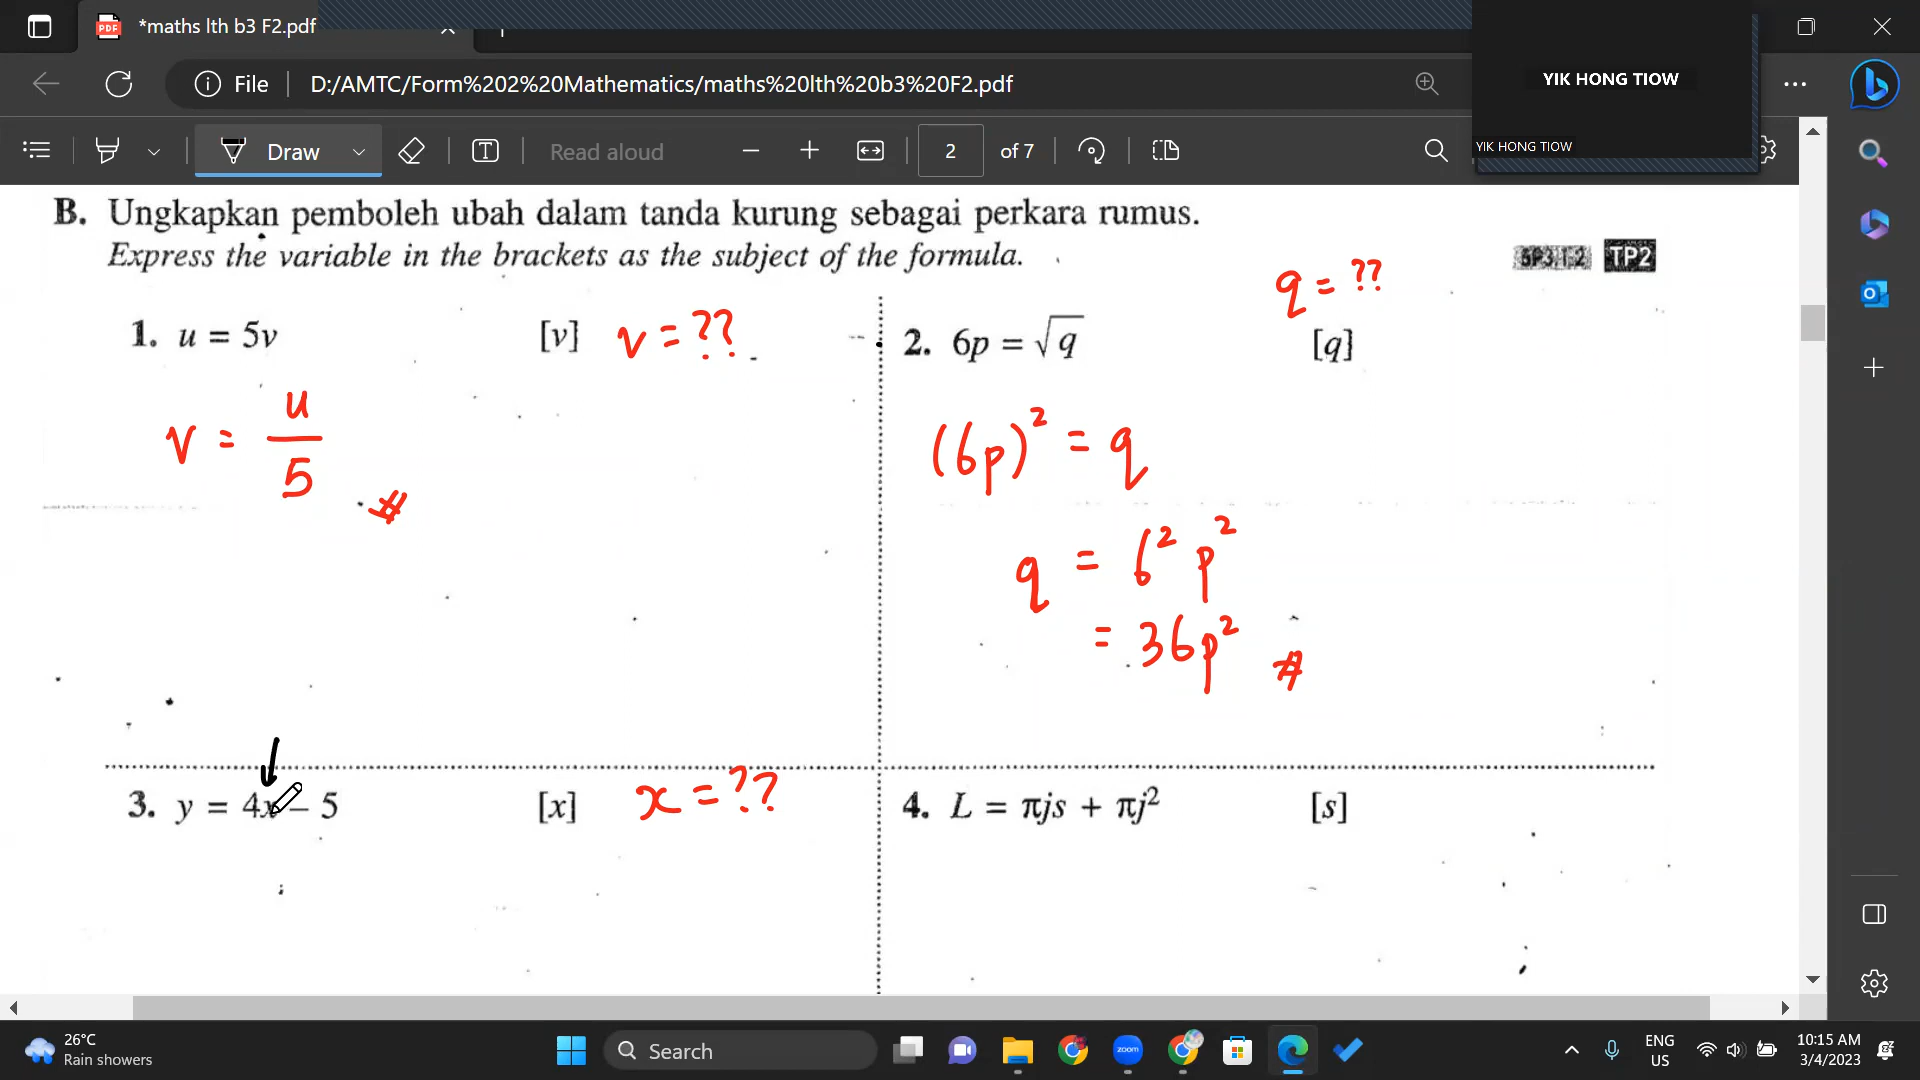 *maths lth b3 F2.pdf
YIK HONG TIOW
YIK HONG TIOW
File
D:/AMTC/Form%202%20Mathematics/maths%20lth%20b3%20F2.pdf
Draw
Read aloud
2
of 7
B. Ungkapkan pemboleh ubah dalam tanda kurung sebagai perkara rumus.
Express the variable in the brackets as the subject of the formula.
SP3.1.2 TP2
1. u = 5v [v] v = ??
v = u/5 #
2. 6p = √q [q]
q = ??
(6p)² = q
q = 6² p²
= 36p² #
3. y = 4x – 5 [x] x = ??
4. L = πjs + πj² [s]
26°C
Rain showers
Search
zoom
ENG
US
10:15 AM
3/4/2023